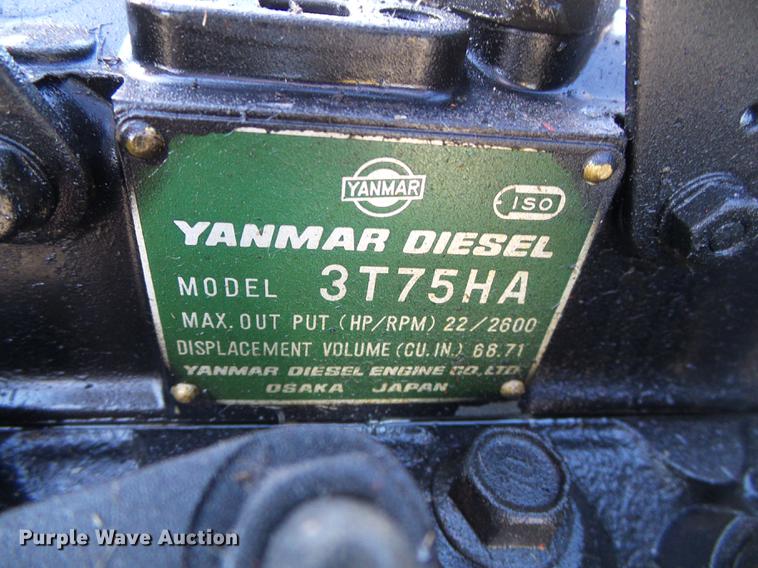 YANMAR
ISO
YANMAR DIESEL
MODEL 3T75HA
MAX. OUT PUT (HP/RPM) 22/2600
DISPLACEMENT VOLUME (CU.IN.) 68.71
YANMAR DIESEL ENGINE CO., LTD.
OSAKA JAPAN
Purple Wave Auction